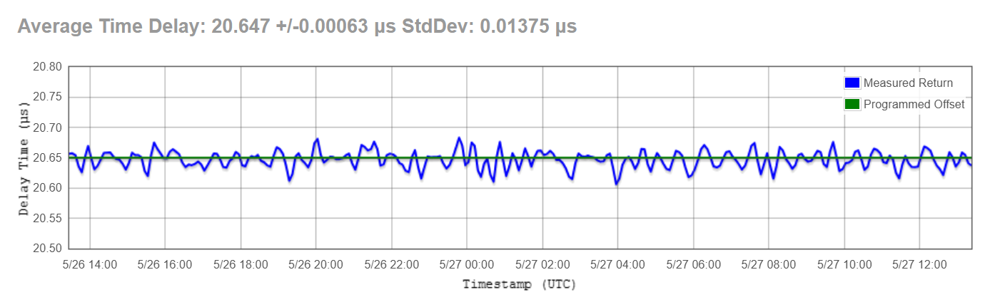 Average Time Delay: 20.647 +/-0.00063 µs StdDev: 0.01375 µs
20.80
20.75
20.70
20.65
20.60
20.55
20.50
Delay Time (µs)
Measured Return
Programmed Offset
5/26 14:00 5/26 16:00 5/26 18:00 5/26 20:00 5/26 22:00 5/27 00:00 5/27 02:00 5/27 04:00 5/27 06:00 5/27 08:00 5/27 10:00 5/27 12:00
Timestamp (UTC)